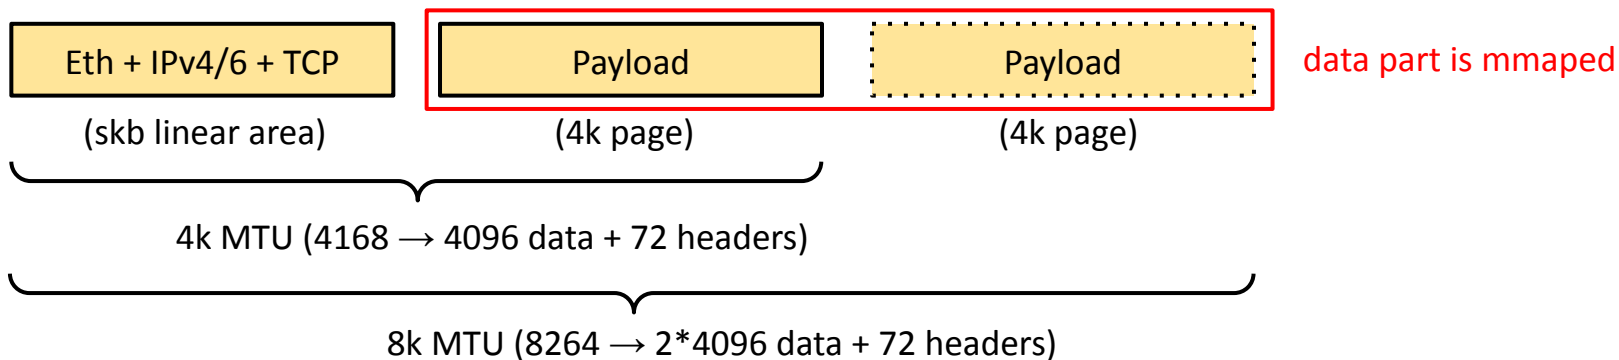 Eth + IPv4/6 + TCP
Payload
Payload
data part is mmaped
(skb linear area)
(4k page)
(4k page)
4k MTU (4168 → 4096 data + 72 headers)
8k MTU (8264 → 2*4096 data + 72 headers)